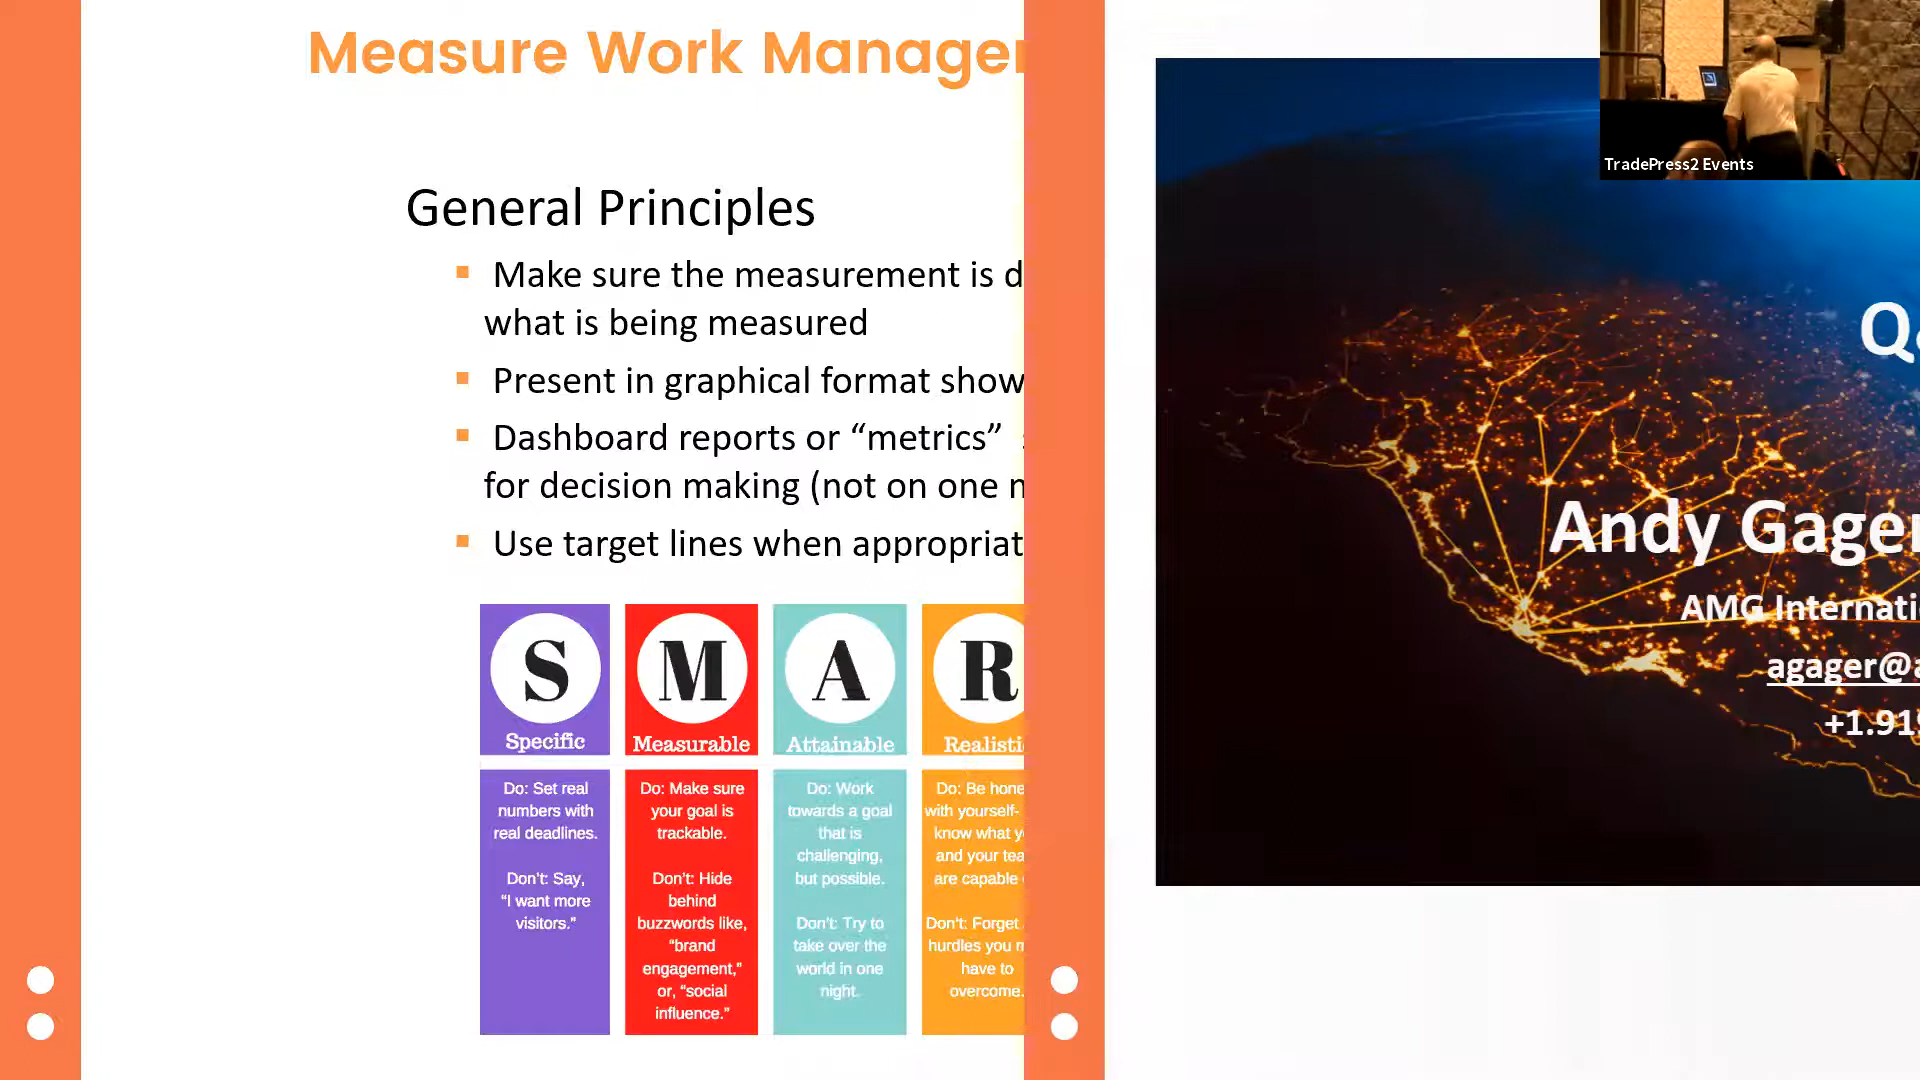 Measure Work Manager
General Principles
Make sure the measurement is d
what is being measured
Present in graphical format show
Dashboard reports or “metrics”
for decision making (not on one
Use target lines when appropriat
S
Specific
Do: Set real
numbers with
real deadlines.
Don't: Say,
“I want more
visitors.”
M
Measurable
Do: Make sure
your goal is
trackable.
Don't: Hide
behind
buzzwords like,
“brand
engagement,”
or, “social
influence.”
A
Attainable
Do: Work
towards a goal
that is
challenging,
but possible.
Don't: Try to
take over the
world in one
night.
R
Realisti
Do: Be hone
with yourself-
know what y
and your tea
are capable
Don't: Forget
hurdles you m
have to
overcome.
TradePress2 Events
Q&
Andy Gager
AMG Internati
agager@a
+1.919